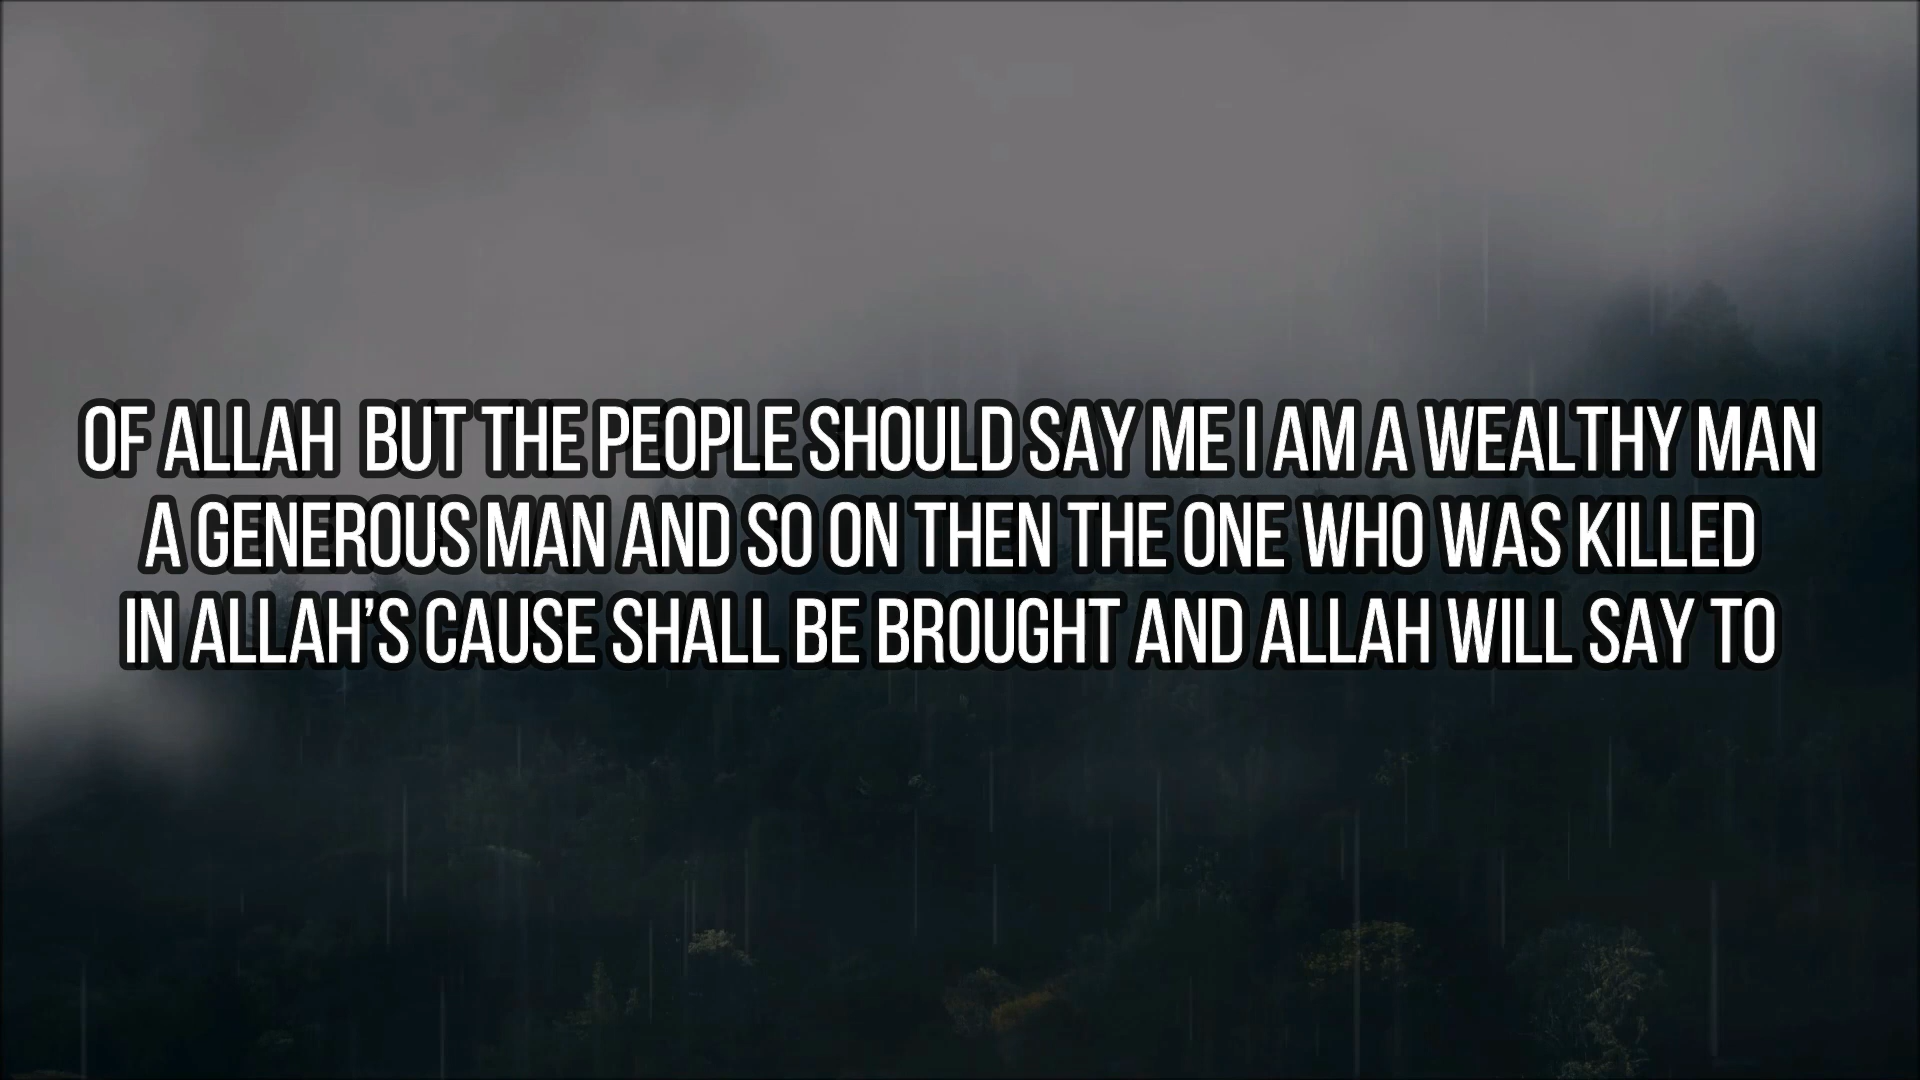 OF ALLAH BUT THE PEOPLE SHOULD SAY ME I AM A WEALTHY MAN
A GENEROUS MAN AND SO ON THEN THE ONE WHO WAS KILLED
IN ALLAH’S CAUSE SHALL BE BROUGHT AND ALLAH WILL SAY TO